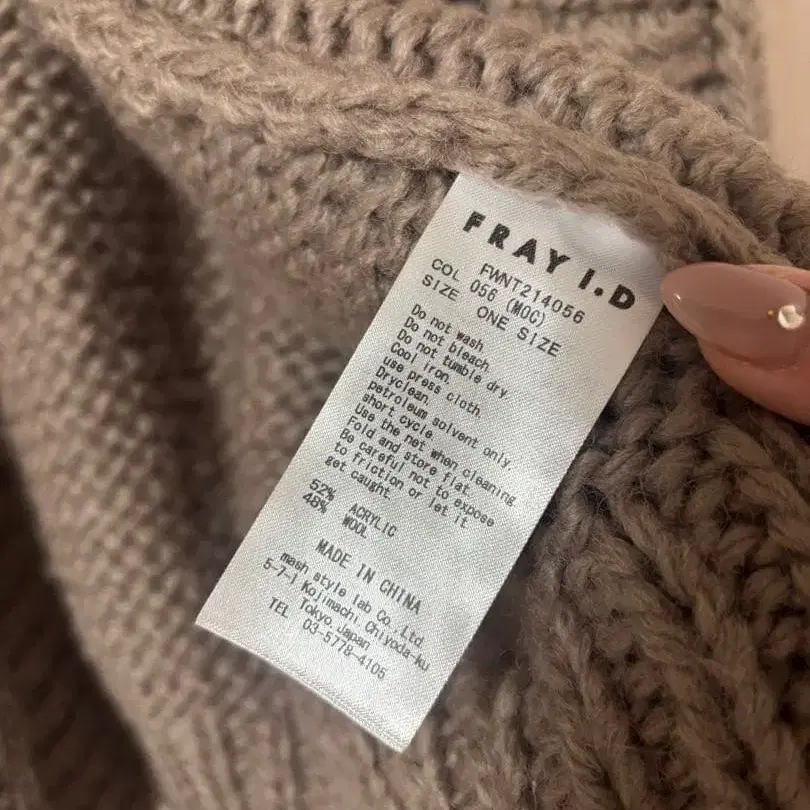 FRAY I.D
FWNT214056
COL 056 (MOC)
SIZE ONE SIZE
Do not wash.
Do not bleach.
Do not tumble dry.
Cool iron.
use press cloth.
Dryclean.
petroleum solvent only.
short cycle.
Use the net when cleaning.
Fold and store flat.
Be careful not to expose
to friction or let it
get caught.
52% ACRYLIC
48% WOOL
MADE IN CHINA
mash style lab Co., Ltd.
5-7-1 Kojimachi, Chiyoda-ku
Tokyo, Japan
TEL 03-5778-4105